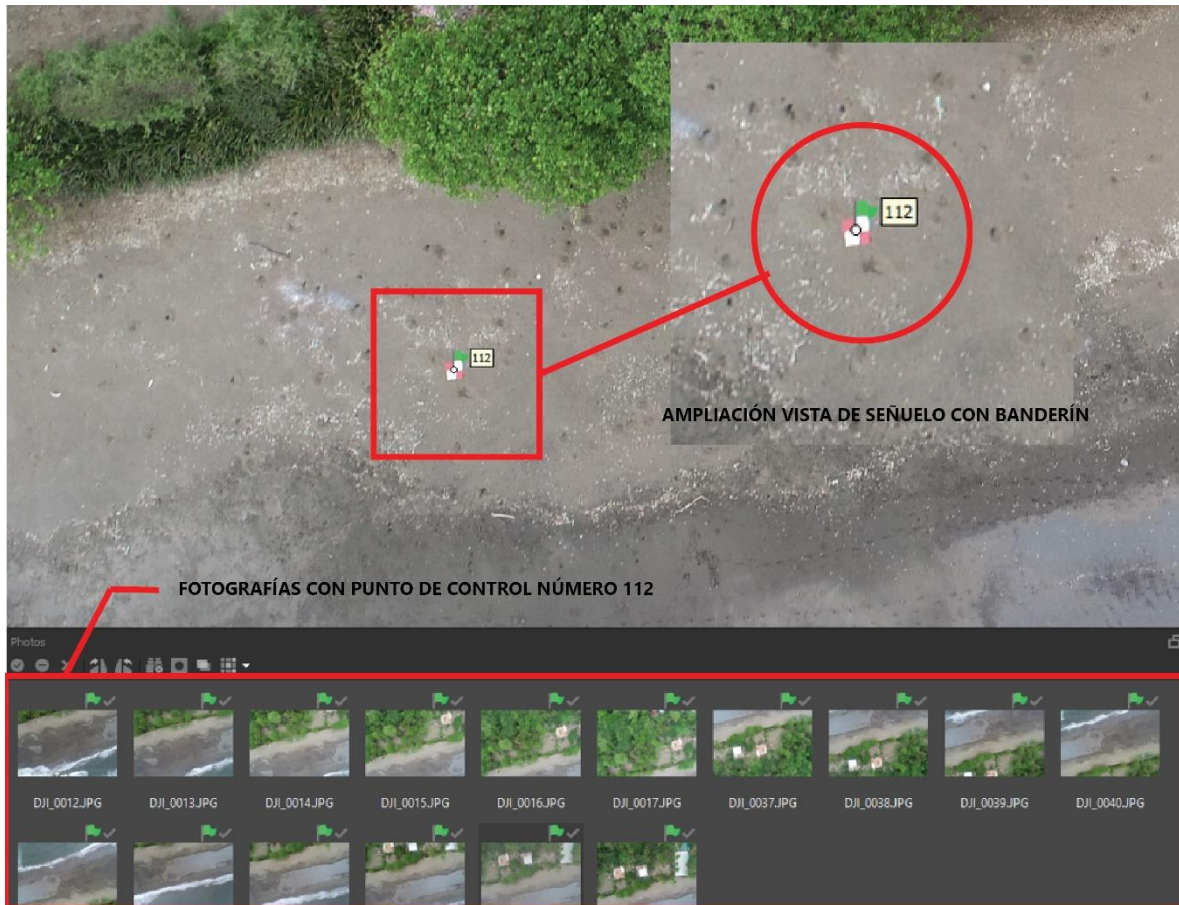 112
112
AMPLIACIÓN VISTA DE SEÑUELO CON BANDERÍN
FOTOGRAFÍAS CON PUNTO DE CONTROL NÚMERO 112
Photos
DJI_0012.JPG DJI_0013.JPG DJI_0014.JPG DJI_0015.JPG DJI_0016.JPG DJI_0017.JPG DJI_0037.JPG DJI_0038.JPG DJI_0039.JPG DJI_0040.JPG